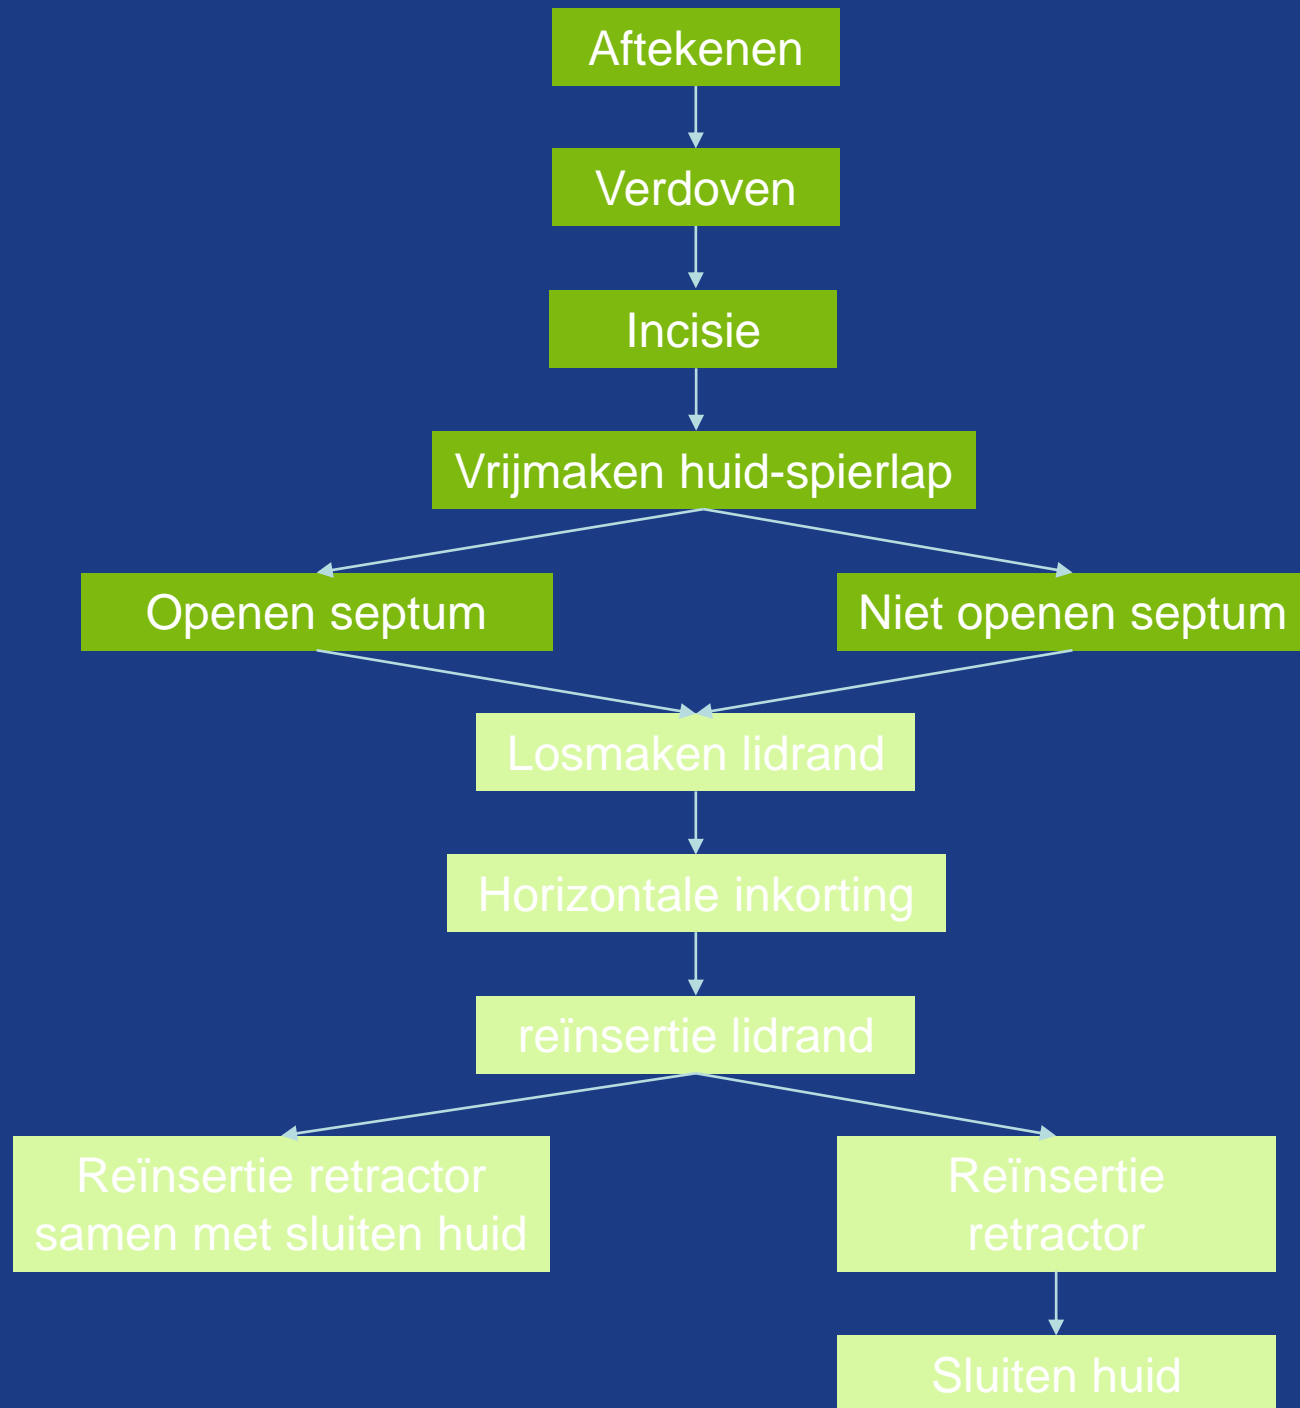 Aftekenen
Verdoven
Incisie
Vrijmaken huid-spierlap
Openen septum
Niet openen septum
Losmaken lidrand
Horizontale inkorting
reïnsertie lidrand
Reïnsertie retractor
samen met sluiten huid
Reïnsertie
retractor
Sluiten huid